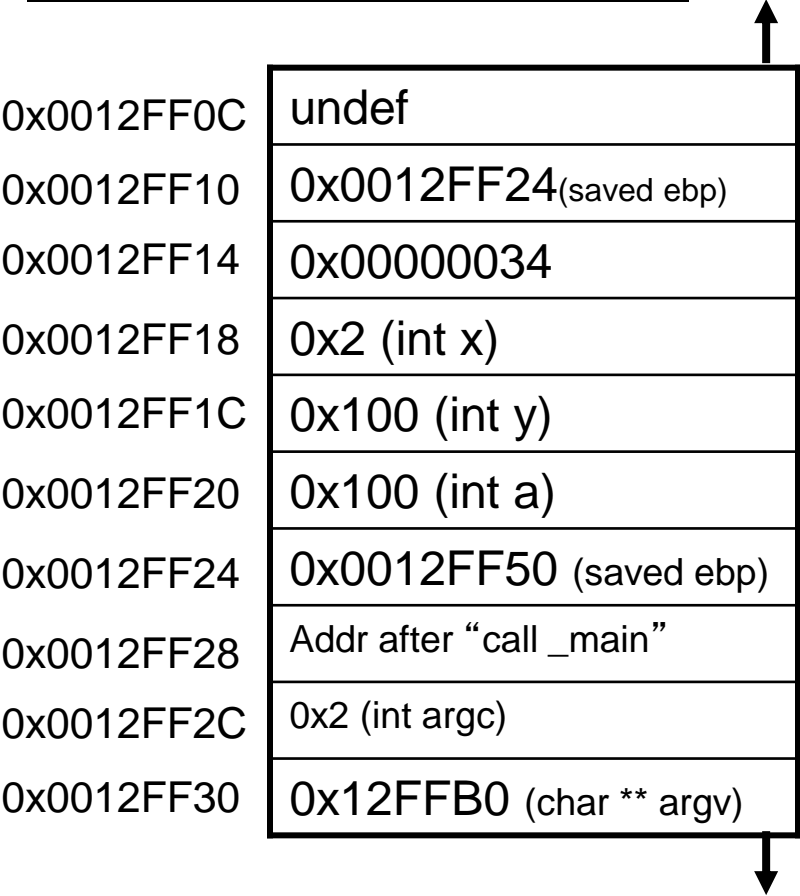 0x0012FF0C undef
0x0012FF10 0x0012FF24(saved ebp)
0x0012FF14 0x00000034
0x0012FF18 0x2 (int x)
0x0012FF1C 0x100 (int y)
0x0012FF20 0x100 (int a)
0x0012FF24 0x0012FF50 (saved ebp)
0x0012FF28 Addr after “call _main”
0x0012FF2C 0x2 (int argc)
0x0012FF30 0x12FFB0 (char ** argv)